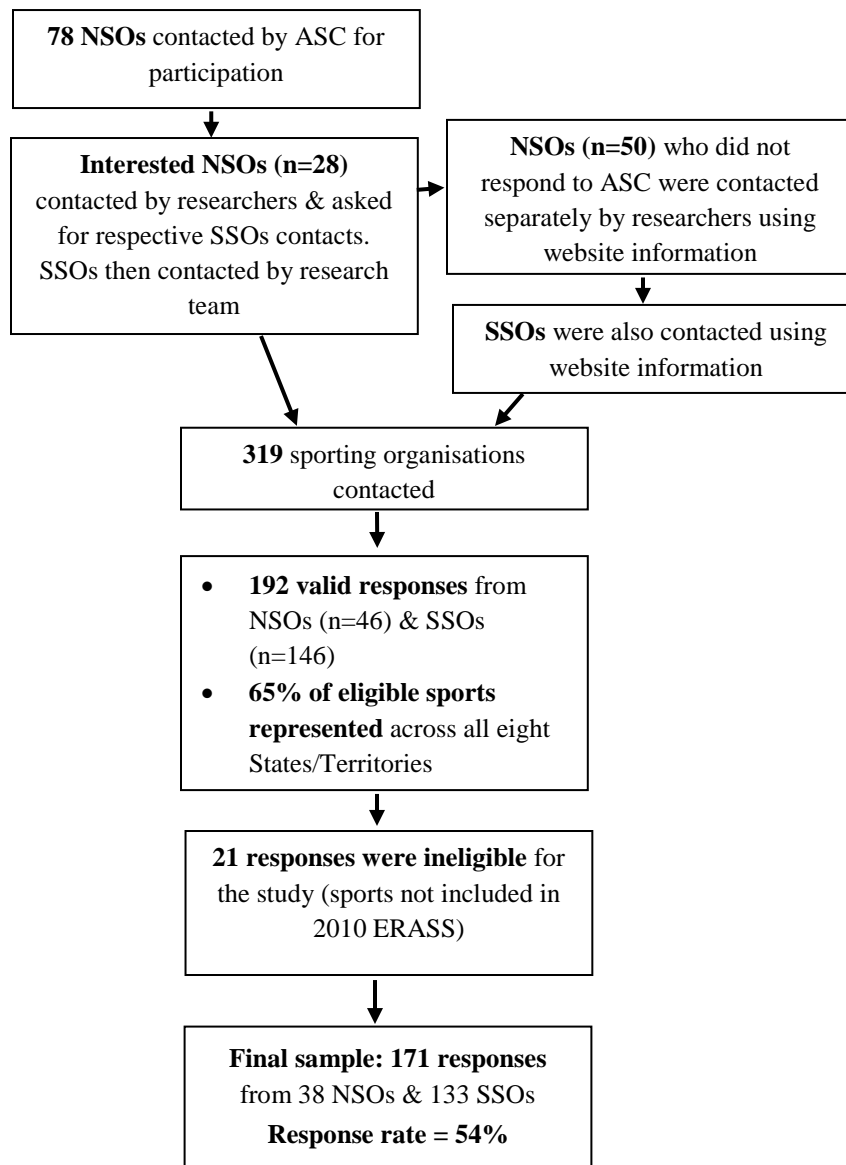 78 NSOs contacted by ASC for
participation
Interested NSOs (n=28)
contacted by researchers & asked
for respective SSOs contacts.
SSOs then contacted by research
team
NSOs (n=50) who did not
respond to ASC were contacted
separately by researchers using
website information
SSOs were also contacted using
website information
319 sporting organisations
contacted
• 192 valid responses from
NSOs (n=46) & SSOs
(n=146)
• 65% of eligible sports
represented across all eight
States/Territories
21 responses were ineligible for
the study (sports not included in
2010 ERASS)
Final sample: 171 responses
from 38 NSOs & 133 SSOs
Response rate = 54%